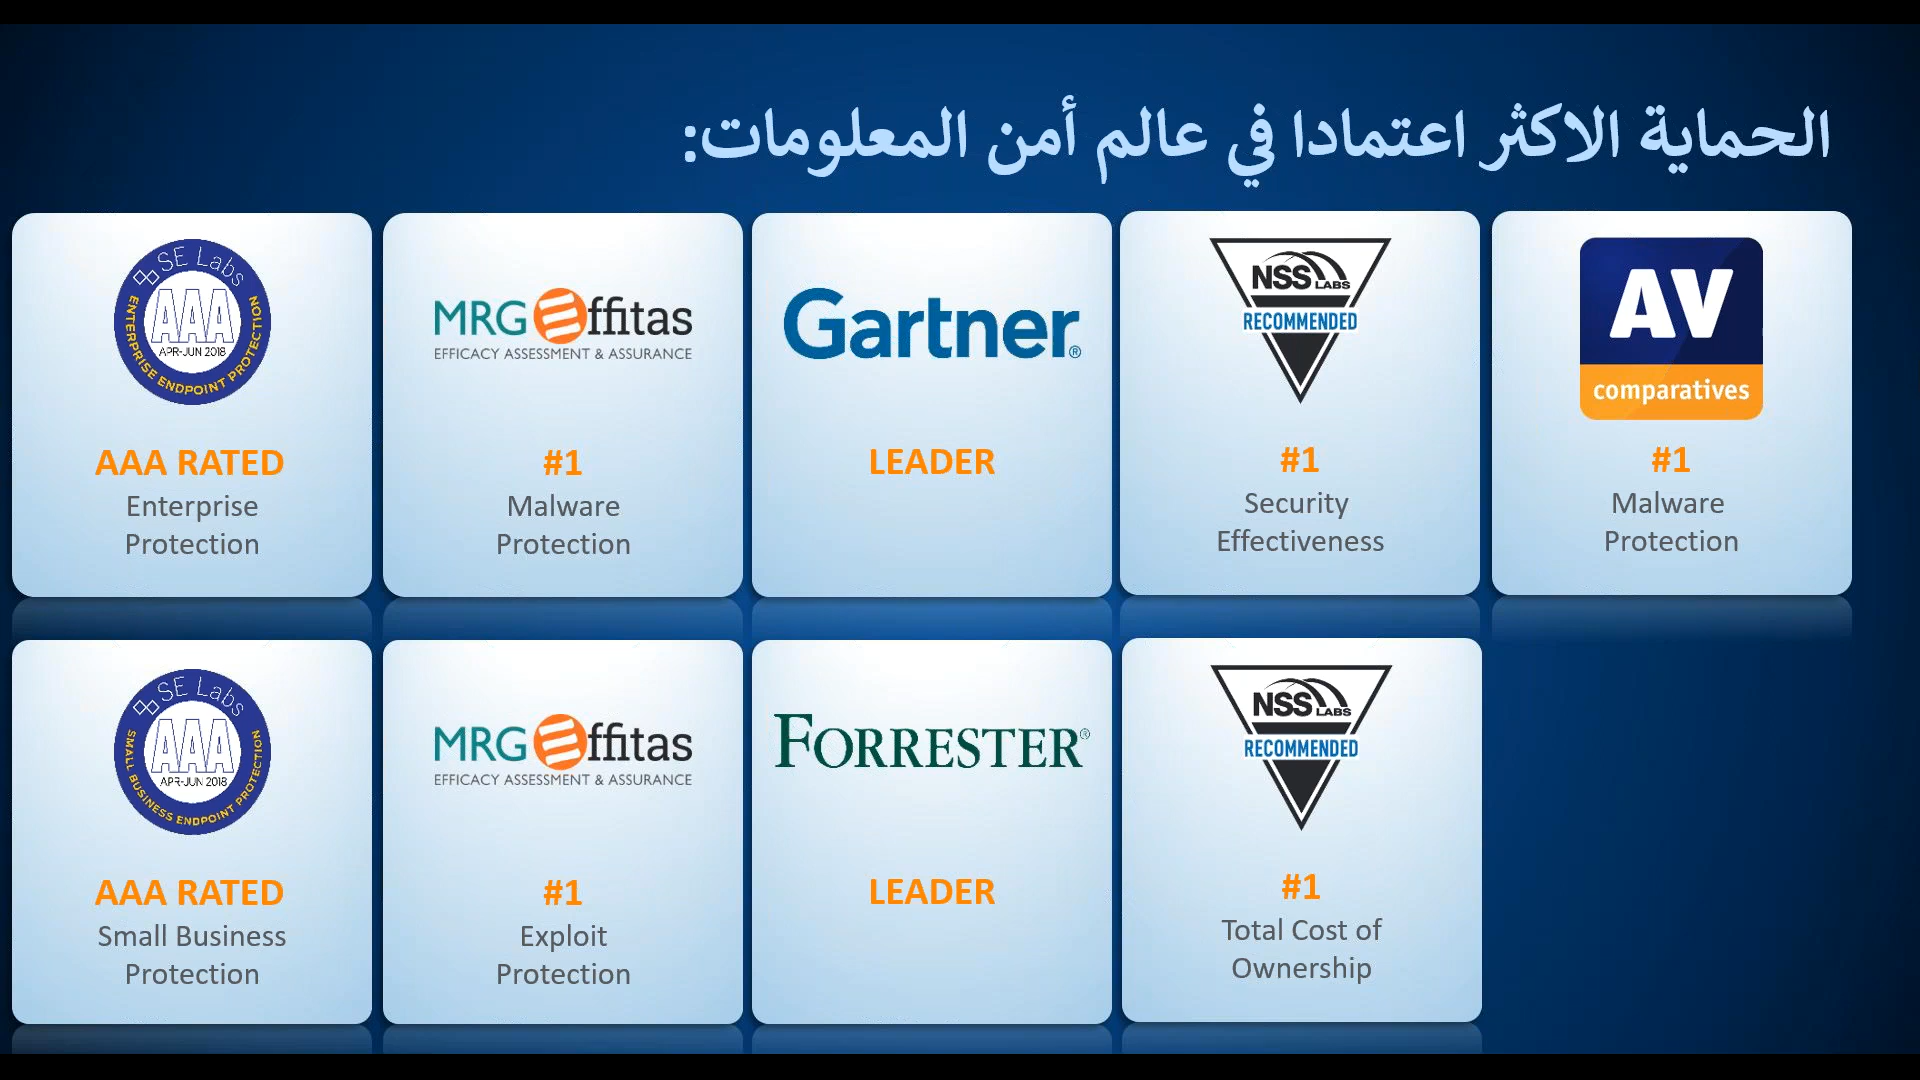 الحماية الاكثر اعتمادا في عالم أمن المعلومات:
SE Labs
AAA
APR-JUN 2018
ENTERPRISE ENDPOINT PROTECTION
AAA RATED
Enterprise
Protection
MRG Effitas
EFFICACY ASSESSMENT & ASSURANCE
#1
Malware
Protection
Gartner®
LEADER
NSS LABS
RECOMMENDED
#1
Security
Effectiveness
AV
comparatives
#1
Malware
Protection
SE Labs
AAA
APR-JUN 2018
SMALL BUSINESS ENDPOINT PROTECTION
AAA RATED
Small Business
Protection
MRG Effitas
EFFICACY ASSESSMENT & ASSURANCE
#1
Exploit
Protection
FORRESTER®
LEADER
NSS LABS
RECOMMENDED
#1
Total Cost of
Ownership